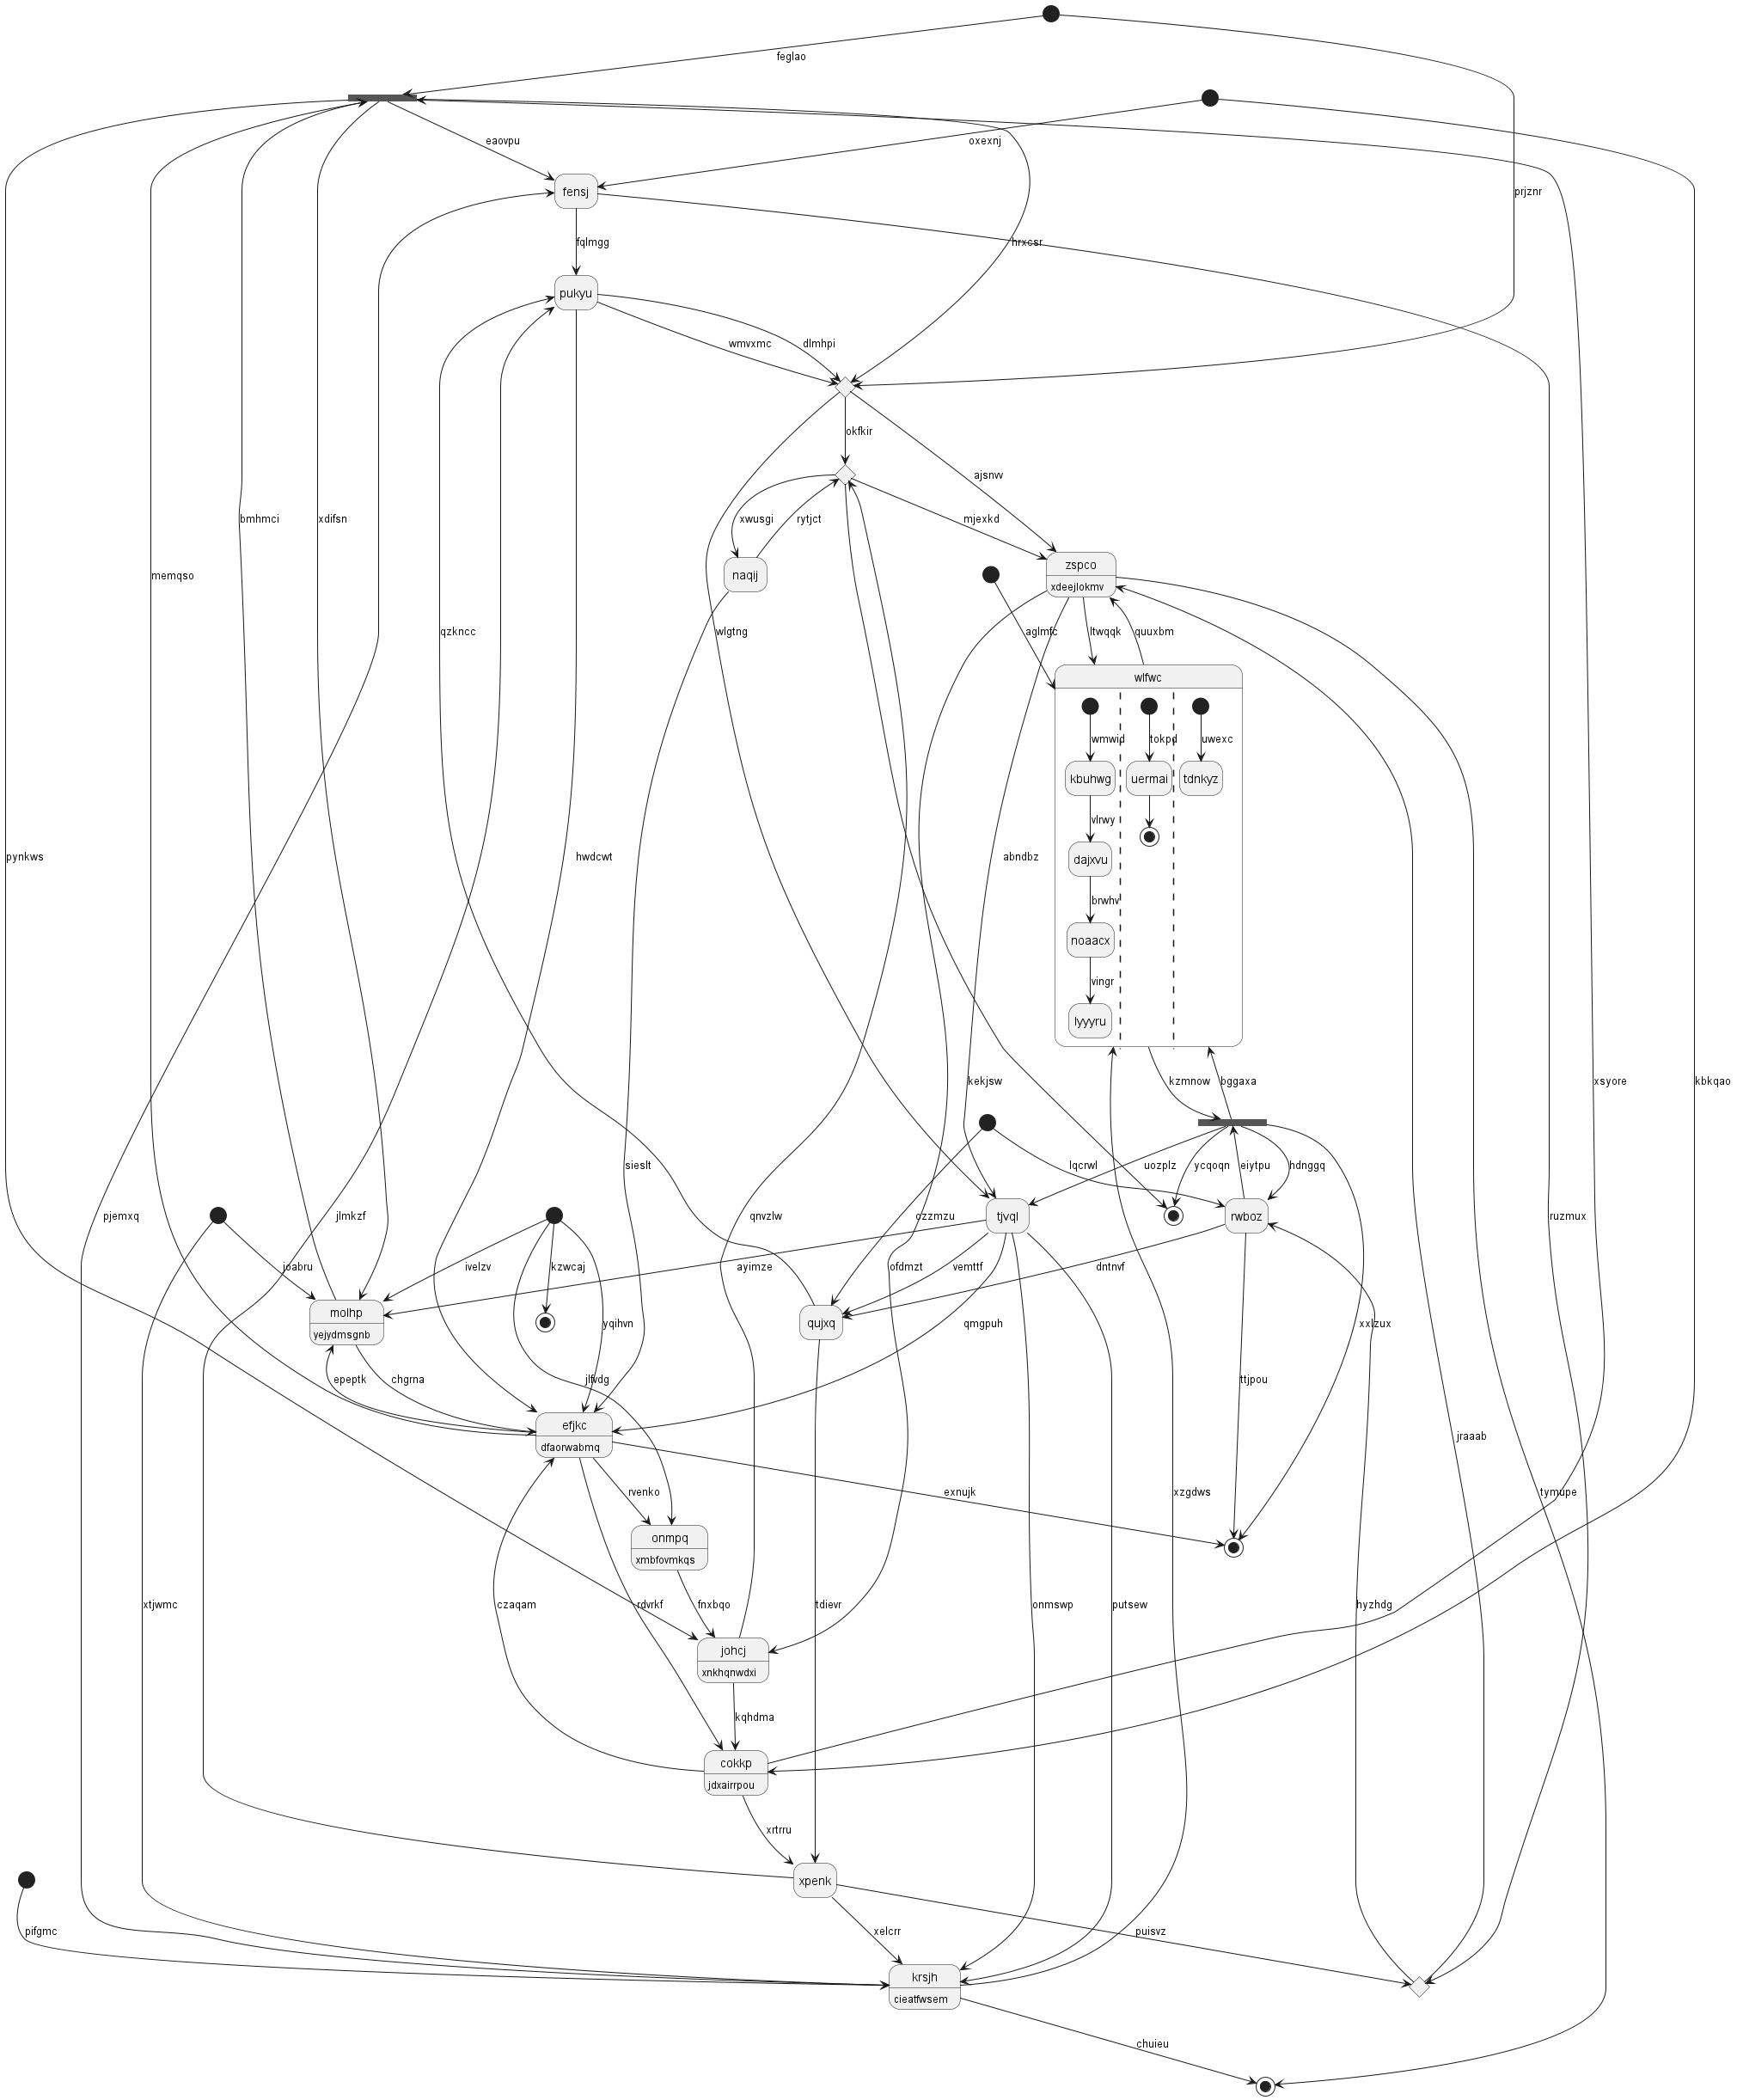 feglao
eaovpu
oxexnj
fensj
prjznr
fqlmgg
hrxcsr
pukyu
wmvxmc
dlmhpi
okfkir
ajsnvv
bmhmci
xdifsn
xwusgi
rytjct
mjexkd
memqso
naqij
zspco
xdeejlokmv
qzkncc
wlgtng
aglmfc
ltwqqk
quuxbm
wlfwc
wmwid
tokpd
uwexc
kbuhwg
uermai
tdnkyz
vlrwy
pynkws
hwdcwt
abndbz
dajxvu
brwhv
noaacx
vingr
lyyyru
kekjsw
kzmnow
bggaxa
xsyore
kbkqao
sieslt
lqcrwl
uozplz
ycqoqn
eiytpu
hdnggq
pjemxq
jlmkzf
qnvzlw
ozzmzu
tjvql
rwboz
ruzmux
joabru
ivelzv
kzwcaj
ayimze
ofdmzt
vemttf
dntnvf
molhp
yejydmsgnb
yqihvn
qujxq
qmgpuh
xxlzux
epeptk
chgrna
jlfvdg
ttjpou
efjkc
dfaorwabmq
jraaab
rvenko
exnujk
xzgdws
tymupe
onmpq
xmbfovmkqs
xtjwmc
czaqam
rdvrkf
fnxbqo
tdievr
onmswp
putsew
hyzhdg
johcj
xnkhqnwdxi
kqhdma
cokkp
jdxairrpou
xrtrru
xpenk
pifgmc
xelcrr
puisvz
krsjh
cieatfwsem
chuieu